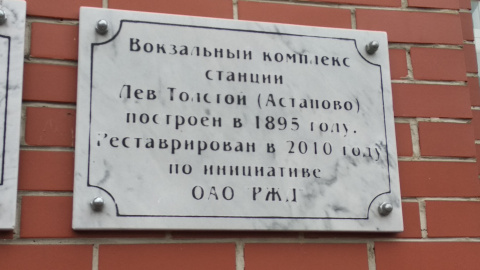 Вокзальный комплекс
станции
Лев Толстой (Астапово)
построен в 1895 году.
Реставрирован в 2010 году
по инициативе
ОАО РЖД